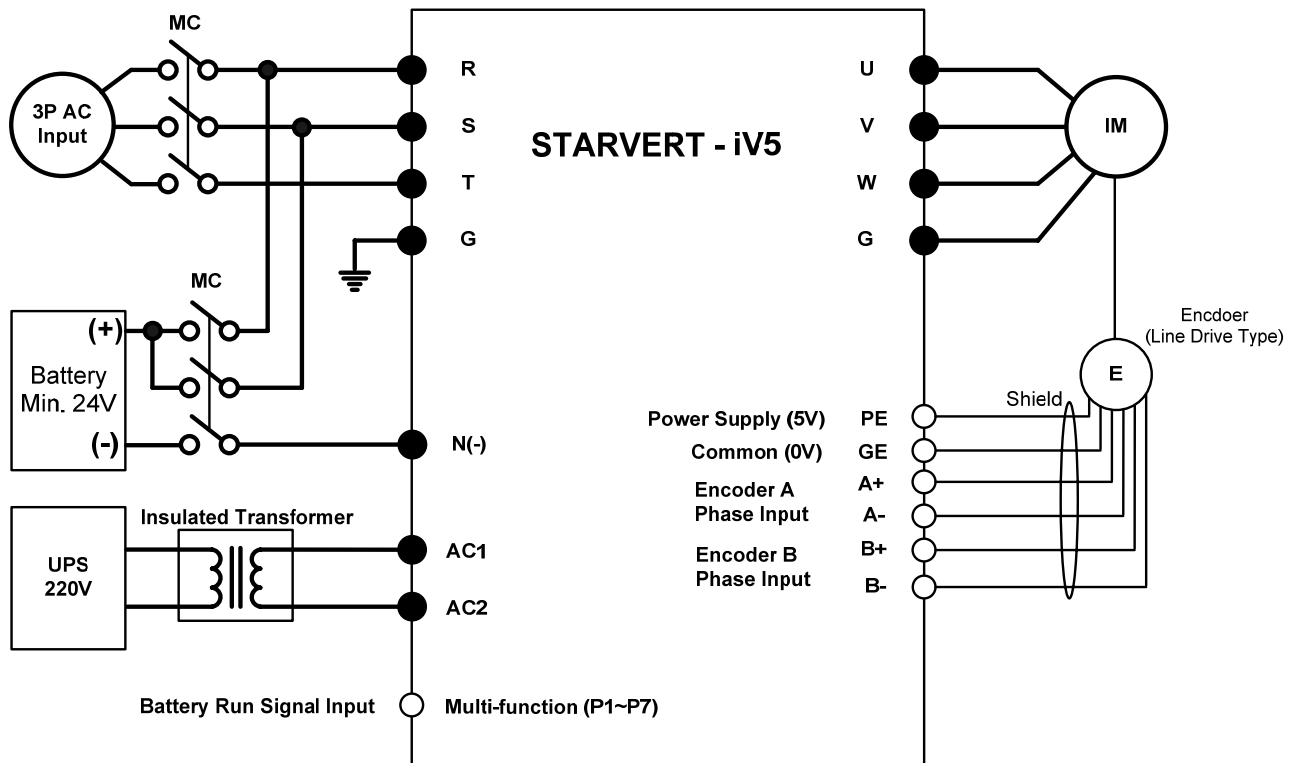 MC
3P AC
Input
R
S
T
G
STARVERT - iV5
U
V
W
G
IM
MC
(+)
Battery
Min. 24V
(-)
N(-)
Encdoer
(Line Drive Type)
E
Shield
Power Supply (5V) PE
Common (0V) GE
Encoder A
Phase Input
A+
A-
Encoder B
Phase Input
B+
B-
UPS
220V
Insulated Transformer
AC1
AC2
Battery Run Signal Input
Multi-function (P1~P7)